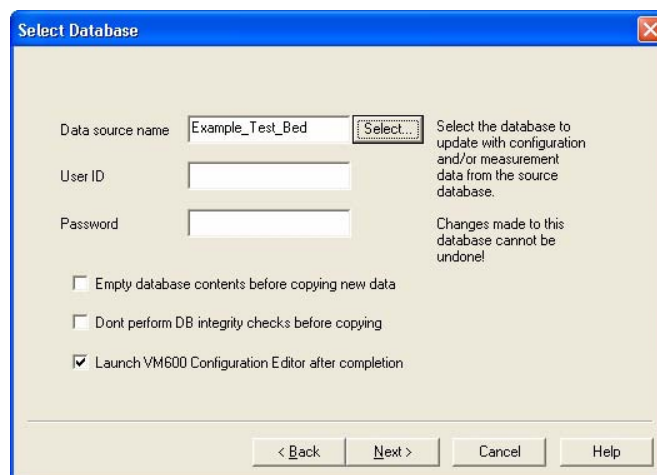 Select Database
Data source name
Example_Test_Bed
Select...
Select the database to
update with configuration
and/or measurement
data from the source
database.
User ID
Password
Changes made to this
database cannot be
undone!
Empty database contents before copying new data
Dont perform DB integrity checks before copying
Launch VM600 Configuration Editor after completion
< Back
Next >
Cancel
Help